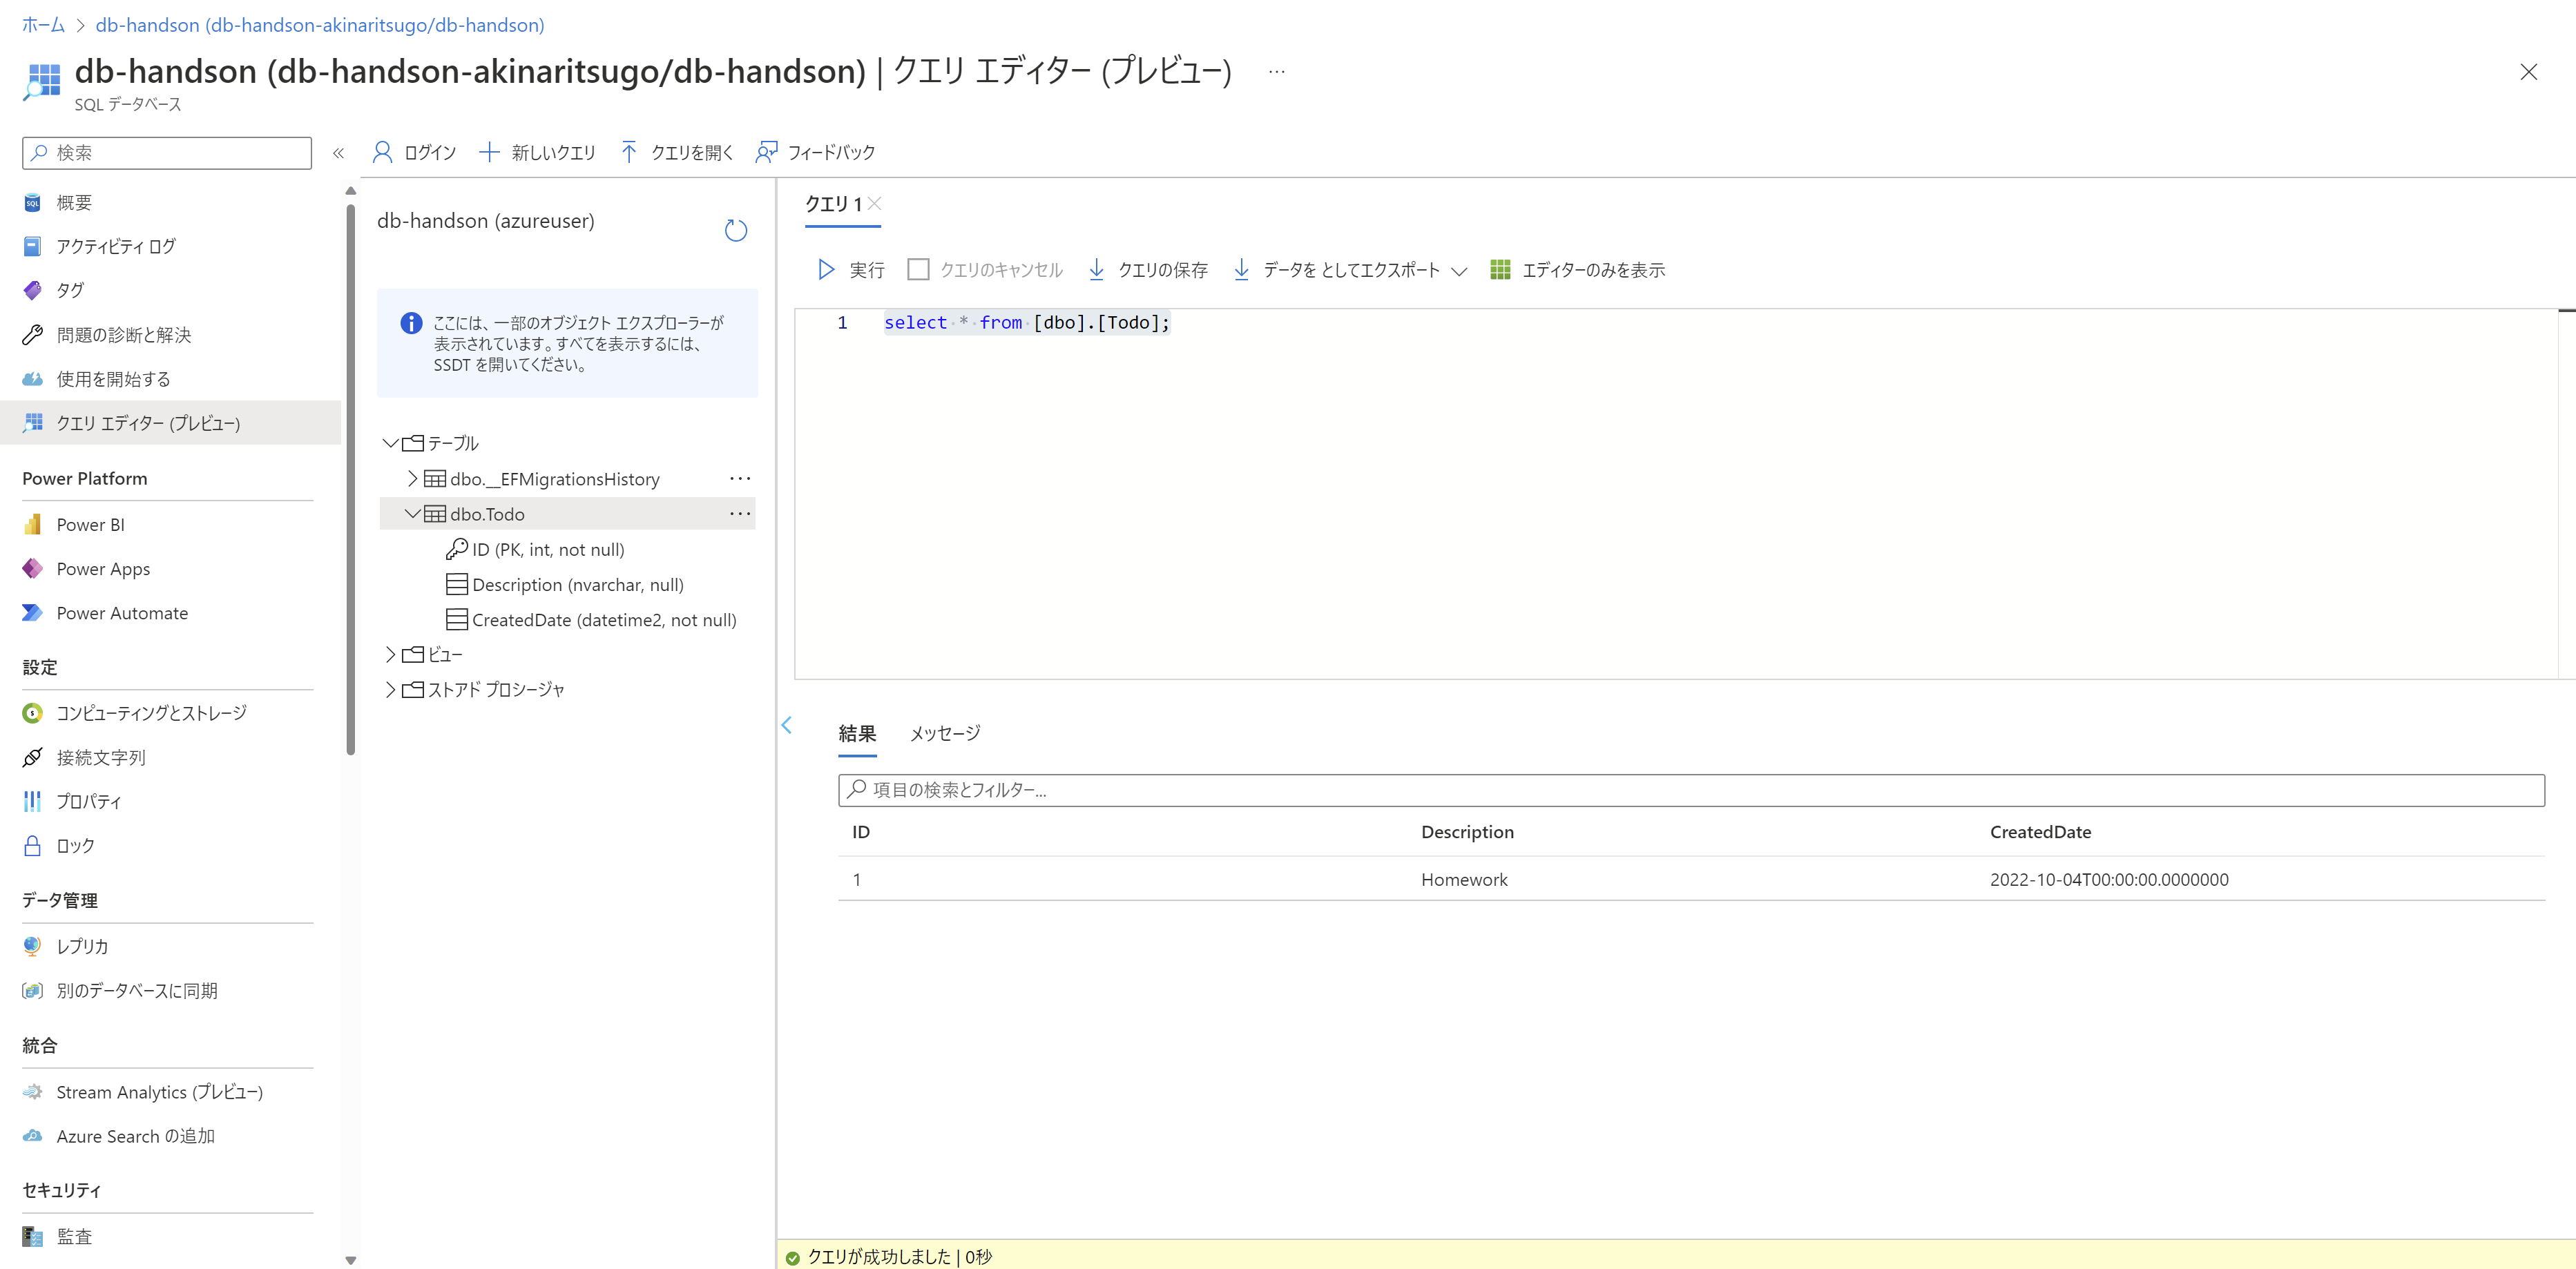 ホーム > db-handson (db-handson-akinaritsugo/db-handson)
db-handson (db-handson-akinaritsugo/db-handson) | クエリ エディター (プレビュー) ...
SQL データベース
検索
«
概要
アクティビティ ログ
タグ
問題の診断と解決
使用を開始する
クエリ エディター (プレビュー)
Power Platform
Power BI
Power Apps
Power Automate
設定
コンピューティングとストレージ
接続文字列
プロパティ
ロック
データ管理
レプリカ
別のデータベースに同期
統合
Stream Analytics (プレビュー)
Azure Search の追加
セキュリティ
監査
ログイン 新しいクエリ クエリを開く フィードバック
db-handson (azureuser)
ここには、一部のオブジェクト エクスプローラーが
表示されています。すべてを表示するには、
SSDT を開いてください。
テーブル
dbo.__EFMigrationsHistory ...
dbo.Todo ...
ID (PK, int, not null)
Description (nvarchar, null)
CreatedDate (datetime2, not null)
ビュー
ストアド プロシージャ
クエリ 1
実行 クエリのキャンセル クエリの保存 データを としてエクスポート エディターのみを表示
1 select * from [dbo].[Todo];
結果 メッセージ
項目の検索とフィルター...
ID Description CreatedDate
1 Homework 2022-10-04T00:00:00.0000000
クエリが成功しました | 0秒